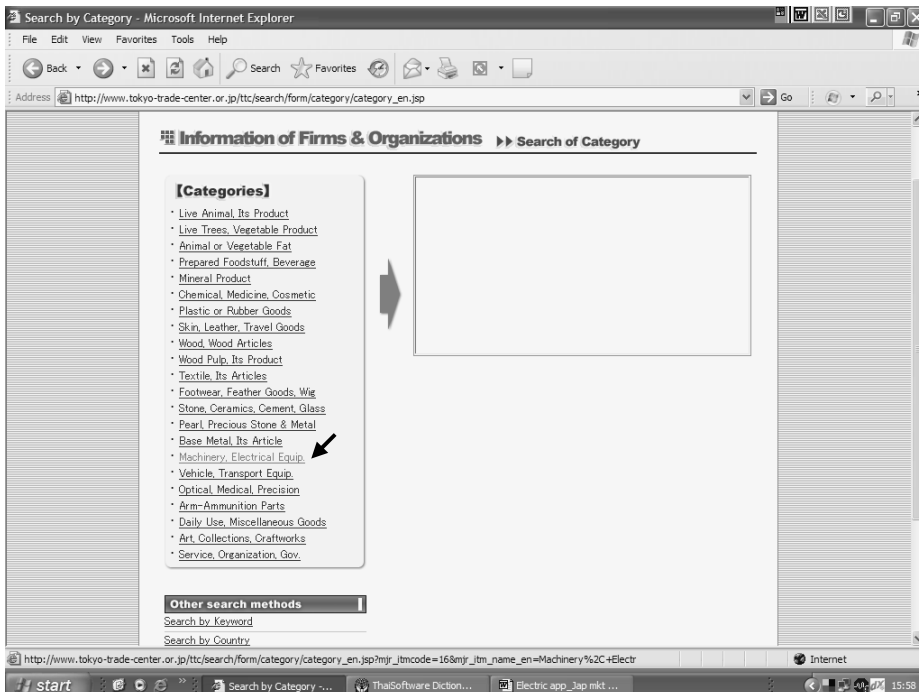 Search by Category - Microsoft Internet Explorer
File Edit View Favorites Tools Help
Back Search Favorites
Address http://www.tokyo-trade-center.or.jp/ttc/search/form/category/category_en.jsp Go
Information of Firms & Organizations Search of Category
【Categories】
・Live Animal, Its Product
・Live Trees, Vegetable Product
・Animal or Vegetable Fat
・Prepared Foodstuff, Beverage
・Mineral Product
・Chemical, Medicine, Cosmetic
・Plastic or Rubber Goods
・Skin, Leather, Travel Goods
・Wood, Wood Articles
・Wood Pulp, Its Product
・Textile, Its Articles
・Footwear, Feather Goods, Wig
・Stone, Ceramics, Cement, Glass
・Pearl, Precious Stone & Metal
・Base Metal, Its Article
・Machinery, Electrical Equip.
・Vehicle, Transport Equip.
・Optical, Medical, Precision
・Arm-Ammunition Parts
・Daily Use, Miscellaneous Goods
・Art, Collections, Craftworks
・Service, Organization, Gov.
Other search methods
Search by Keyword
Search by Country
http://www.tokyo-trade-center.or.jp/ttc/search/form/category/category_en.jsp?mjr_itmcode=16&mjr_itm_name_en=Machinery%2C+Electr Internet
start Search by Category -... ThaiSoftware Diction... Electric app_Jap mkt ... 15:58